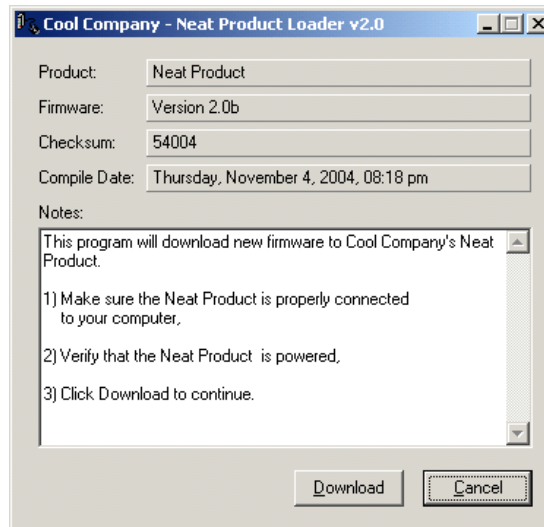 Cool Company - Neat Product Loader v2.0
Product: Neat Product
Firmware: Version 2.0b
Checksum: 54004
Compile Date: Thursday, November 4, 2004, 08:18 pm
Notes:
This program will download new firmware to Cool Company's Neat
Product.
1) Make sure the Neat Product is properly connected
to your computer,
2) Verify that the Neat Product  is powered,
3) Click Download to continue.
Download Cancel